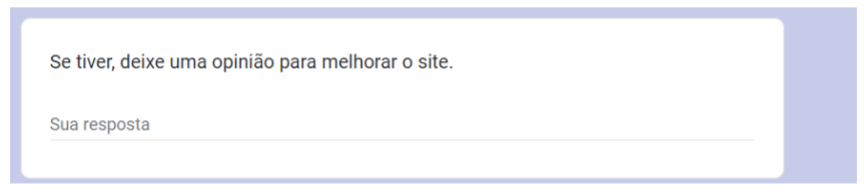 Se tiver, deixe uma opinião para melhorar o site.
Sua resposta